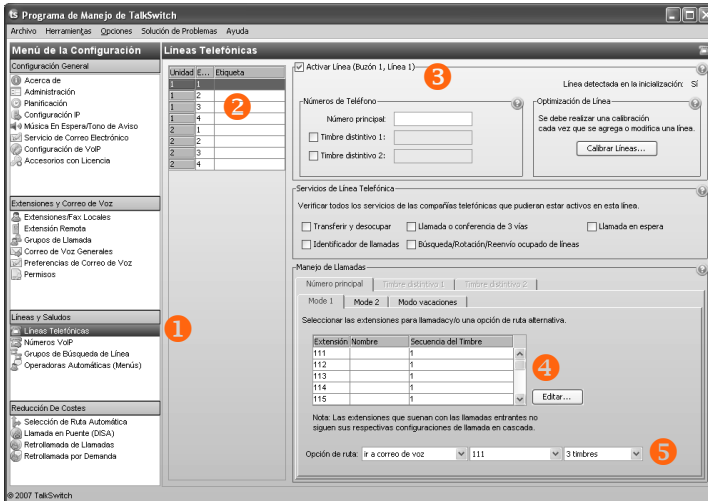 ts Programa de Manejo de TalkSwitch
Archivo Herramientas Opciones Solución de Problemas Ayuda
Menú de la Configuración
Configuración General
Acerca de
Administración
Planificación
Configuración IP
Música En Espera/Tono de Aviso
Servicio de Correo Electrónico
Configuración de VoIP
Accesorios con Licencia
Extensiones y Correo de Voz
Extensiones/Fax Locales
Extensión Remota
Grupos de Llamada
Correo de Voz Generales
Preferencias de Correo de Voz
Permisos
Líneas y Saludos
Líneas Telefónicas
Números VoIP
Grupos de Búsqueda de Línea
Operadoras Automáticas (Menús)
1
Reducción De Costes
Selección de Ruta Automática
Llamada en Puente (DISA)
Retrollamada de Llamadas
Retrollamada por Demanda
Líneas Telefónicas
Unidad E... Etiqueta
1 1
1 2
1 3
1 4
2 1
2 2
2 3
2 4
2
Activar Línea (Buzón 1, Línea 1)
3
Línea detectada en la inicialización: Sí
Números de Teléfono
Número principal:
Timbre distintivo 1:
Timbre distintivo 2:
Optimización de Línea
Se debe realizar una calibración
cada vez que se agrega o modifica una línea.
Calibrar Líneas...
Servicios de Línea Telefónica
Verificar todos los servicios de las compañías telefónicas que pudieran estar activos en esta línea.
Transferir y desocupar Llamada o conferencia de 3 vías Llamada en espera
Identificador de llamadas Búsqueda/Rotación/Reenvío ocupado de líneas
Manejo de Llamadas
Número principal Timbre distintivo 1 Timbre distintivo 2
Mode 1 Mode 2 Modo vacaciones
Seleccionar las extensiones para llamadacy/o una opción de ruta alternativa.
Extensión Nombre Secuencia del Timbre
111 1
112 1
113 1
114 1
115 1
4
Editar...
Nota: Las extensiones que suenan con las llamadas entrantes no
siguen sus respectivas configuraciones de llamada en cascada.
Opción de ruta: ir a correo de voz 111 3 timbres
5
© 2007 TalkSwitch